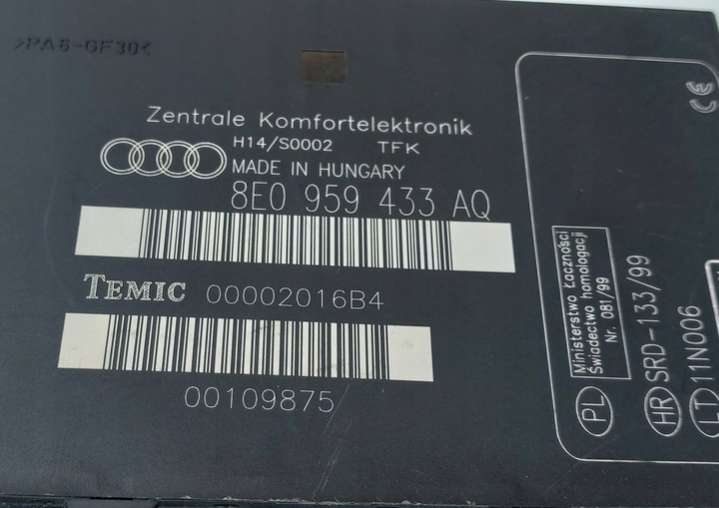 >PA6-GF30<
Zentrale Komfortelektronik
H14/S0002 TFK
MADE IN HUNGARY
8E0 959 433 AQ
TEMIC 00002016B4
00109875
CE
Ministerstwo Łączności
Świadectwo homologacji
Nr. 081/99
PL
HR SRD-133/99
LT 11N006